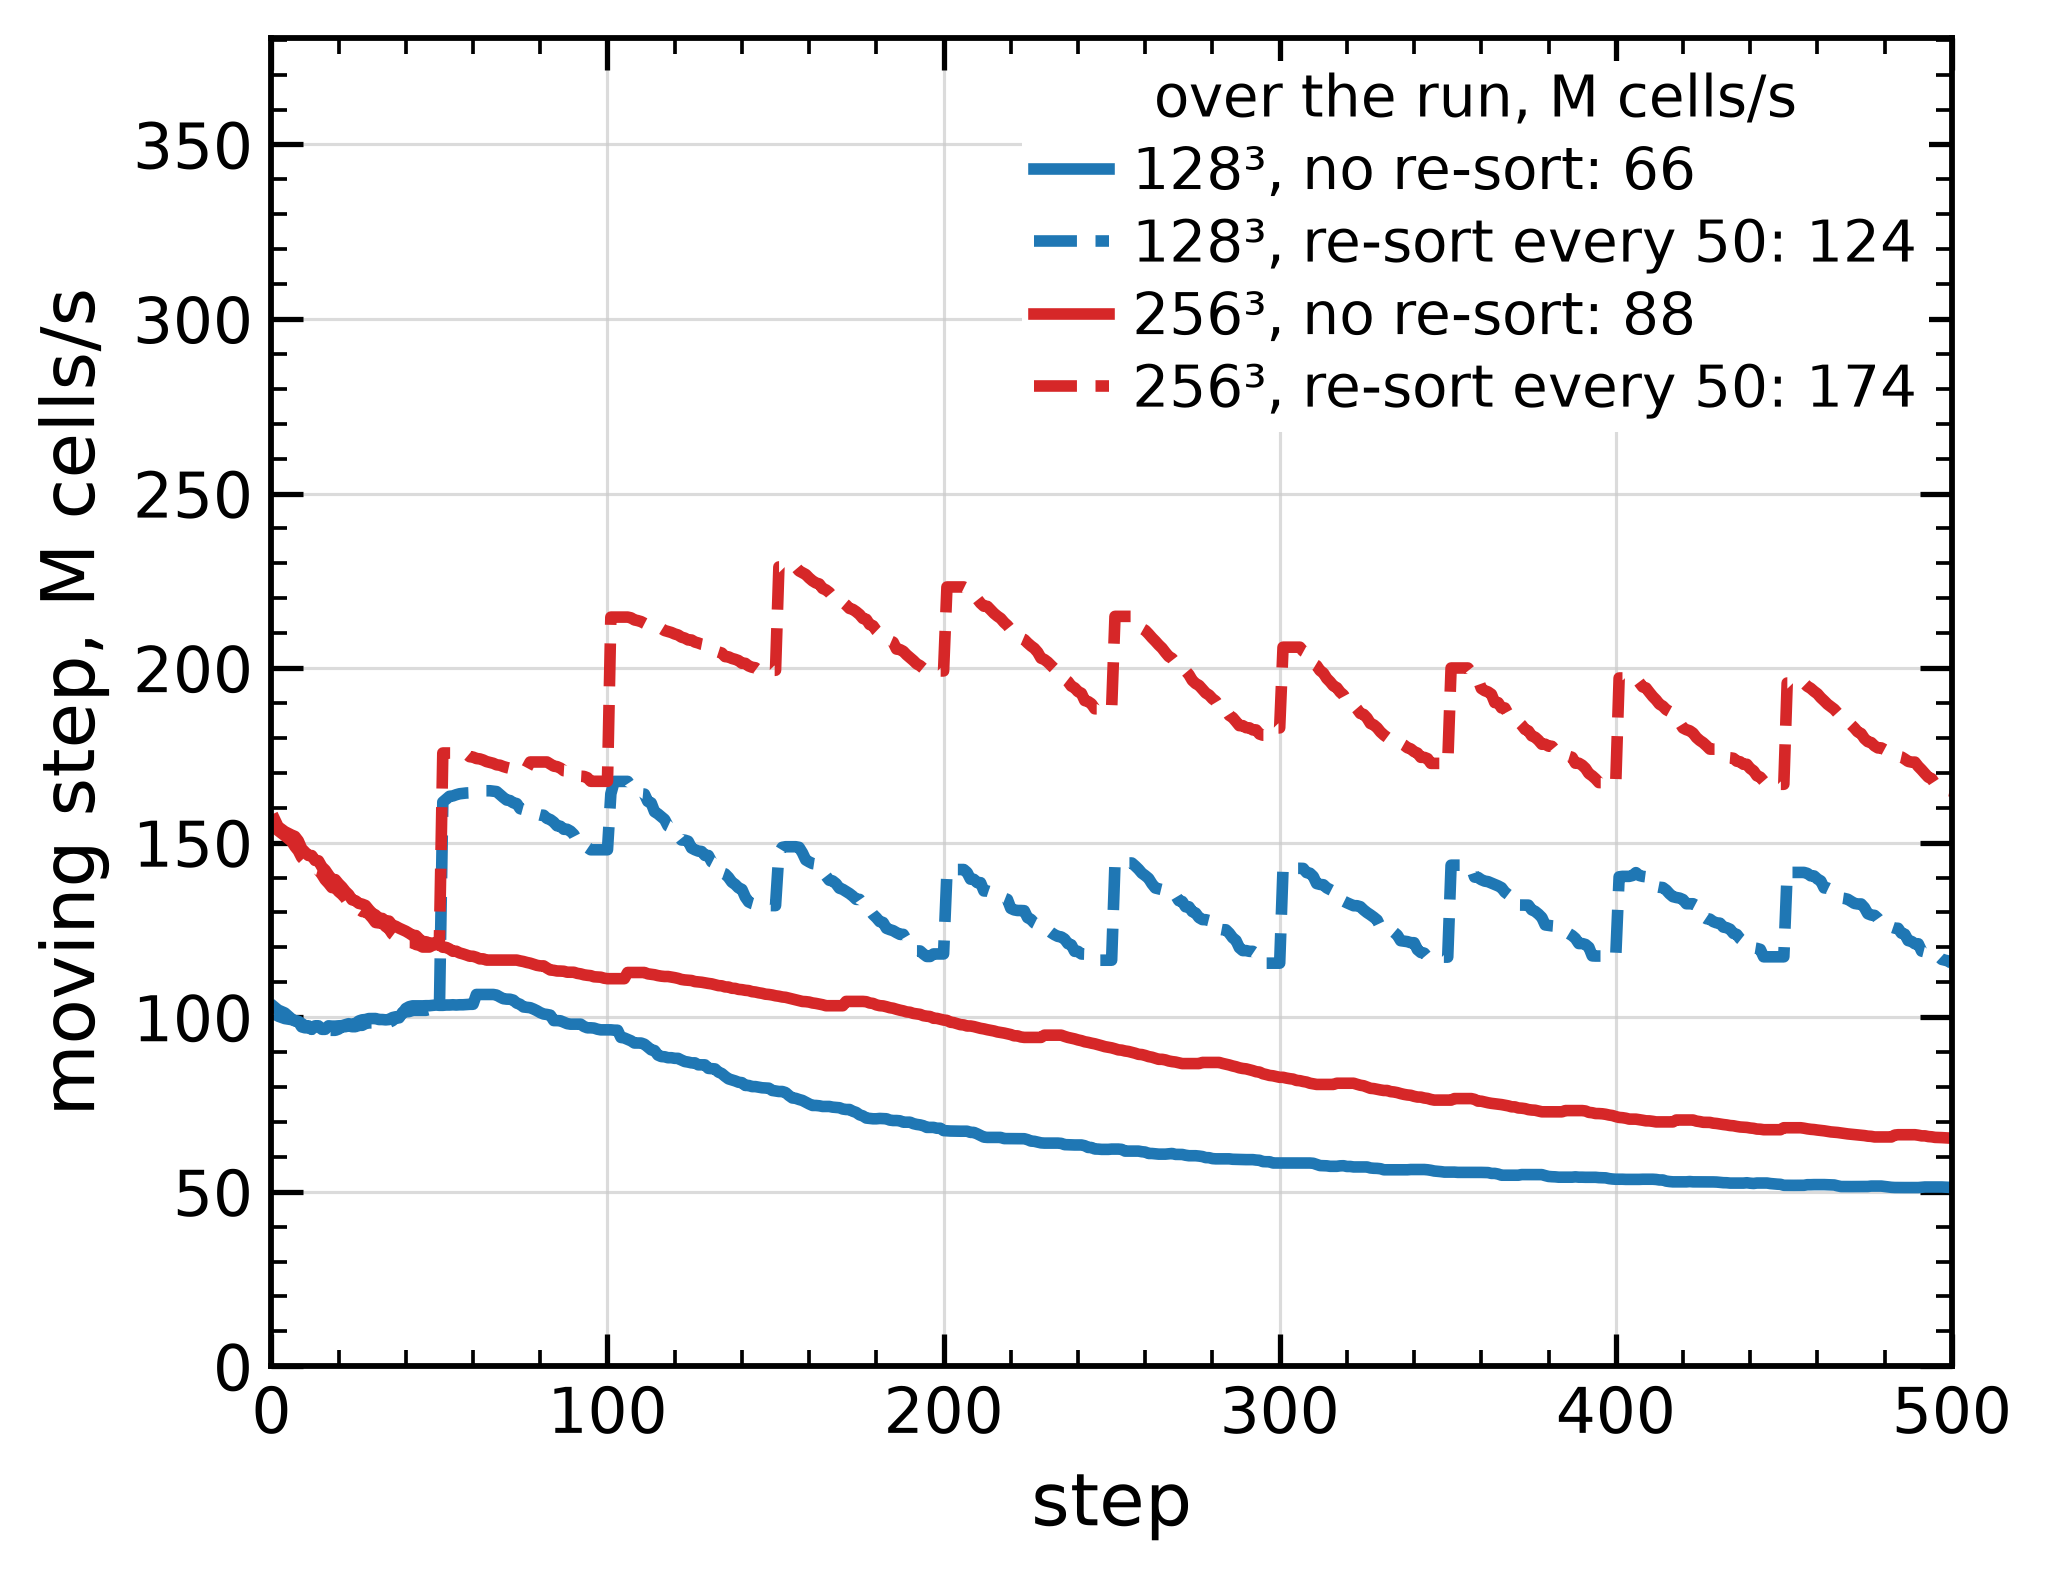 over the run, M cells/s
128³, no re-sort: 66
128³, re-sort every 50: 124
256³, no re-sort: 88
256³, re-sort every 50: 174
moving step, M cells/s
350
300
250
200
150
100
50
0
0 100 200 300 400 500
step